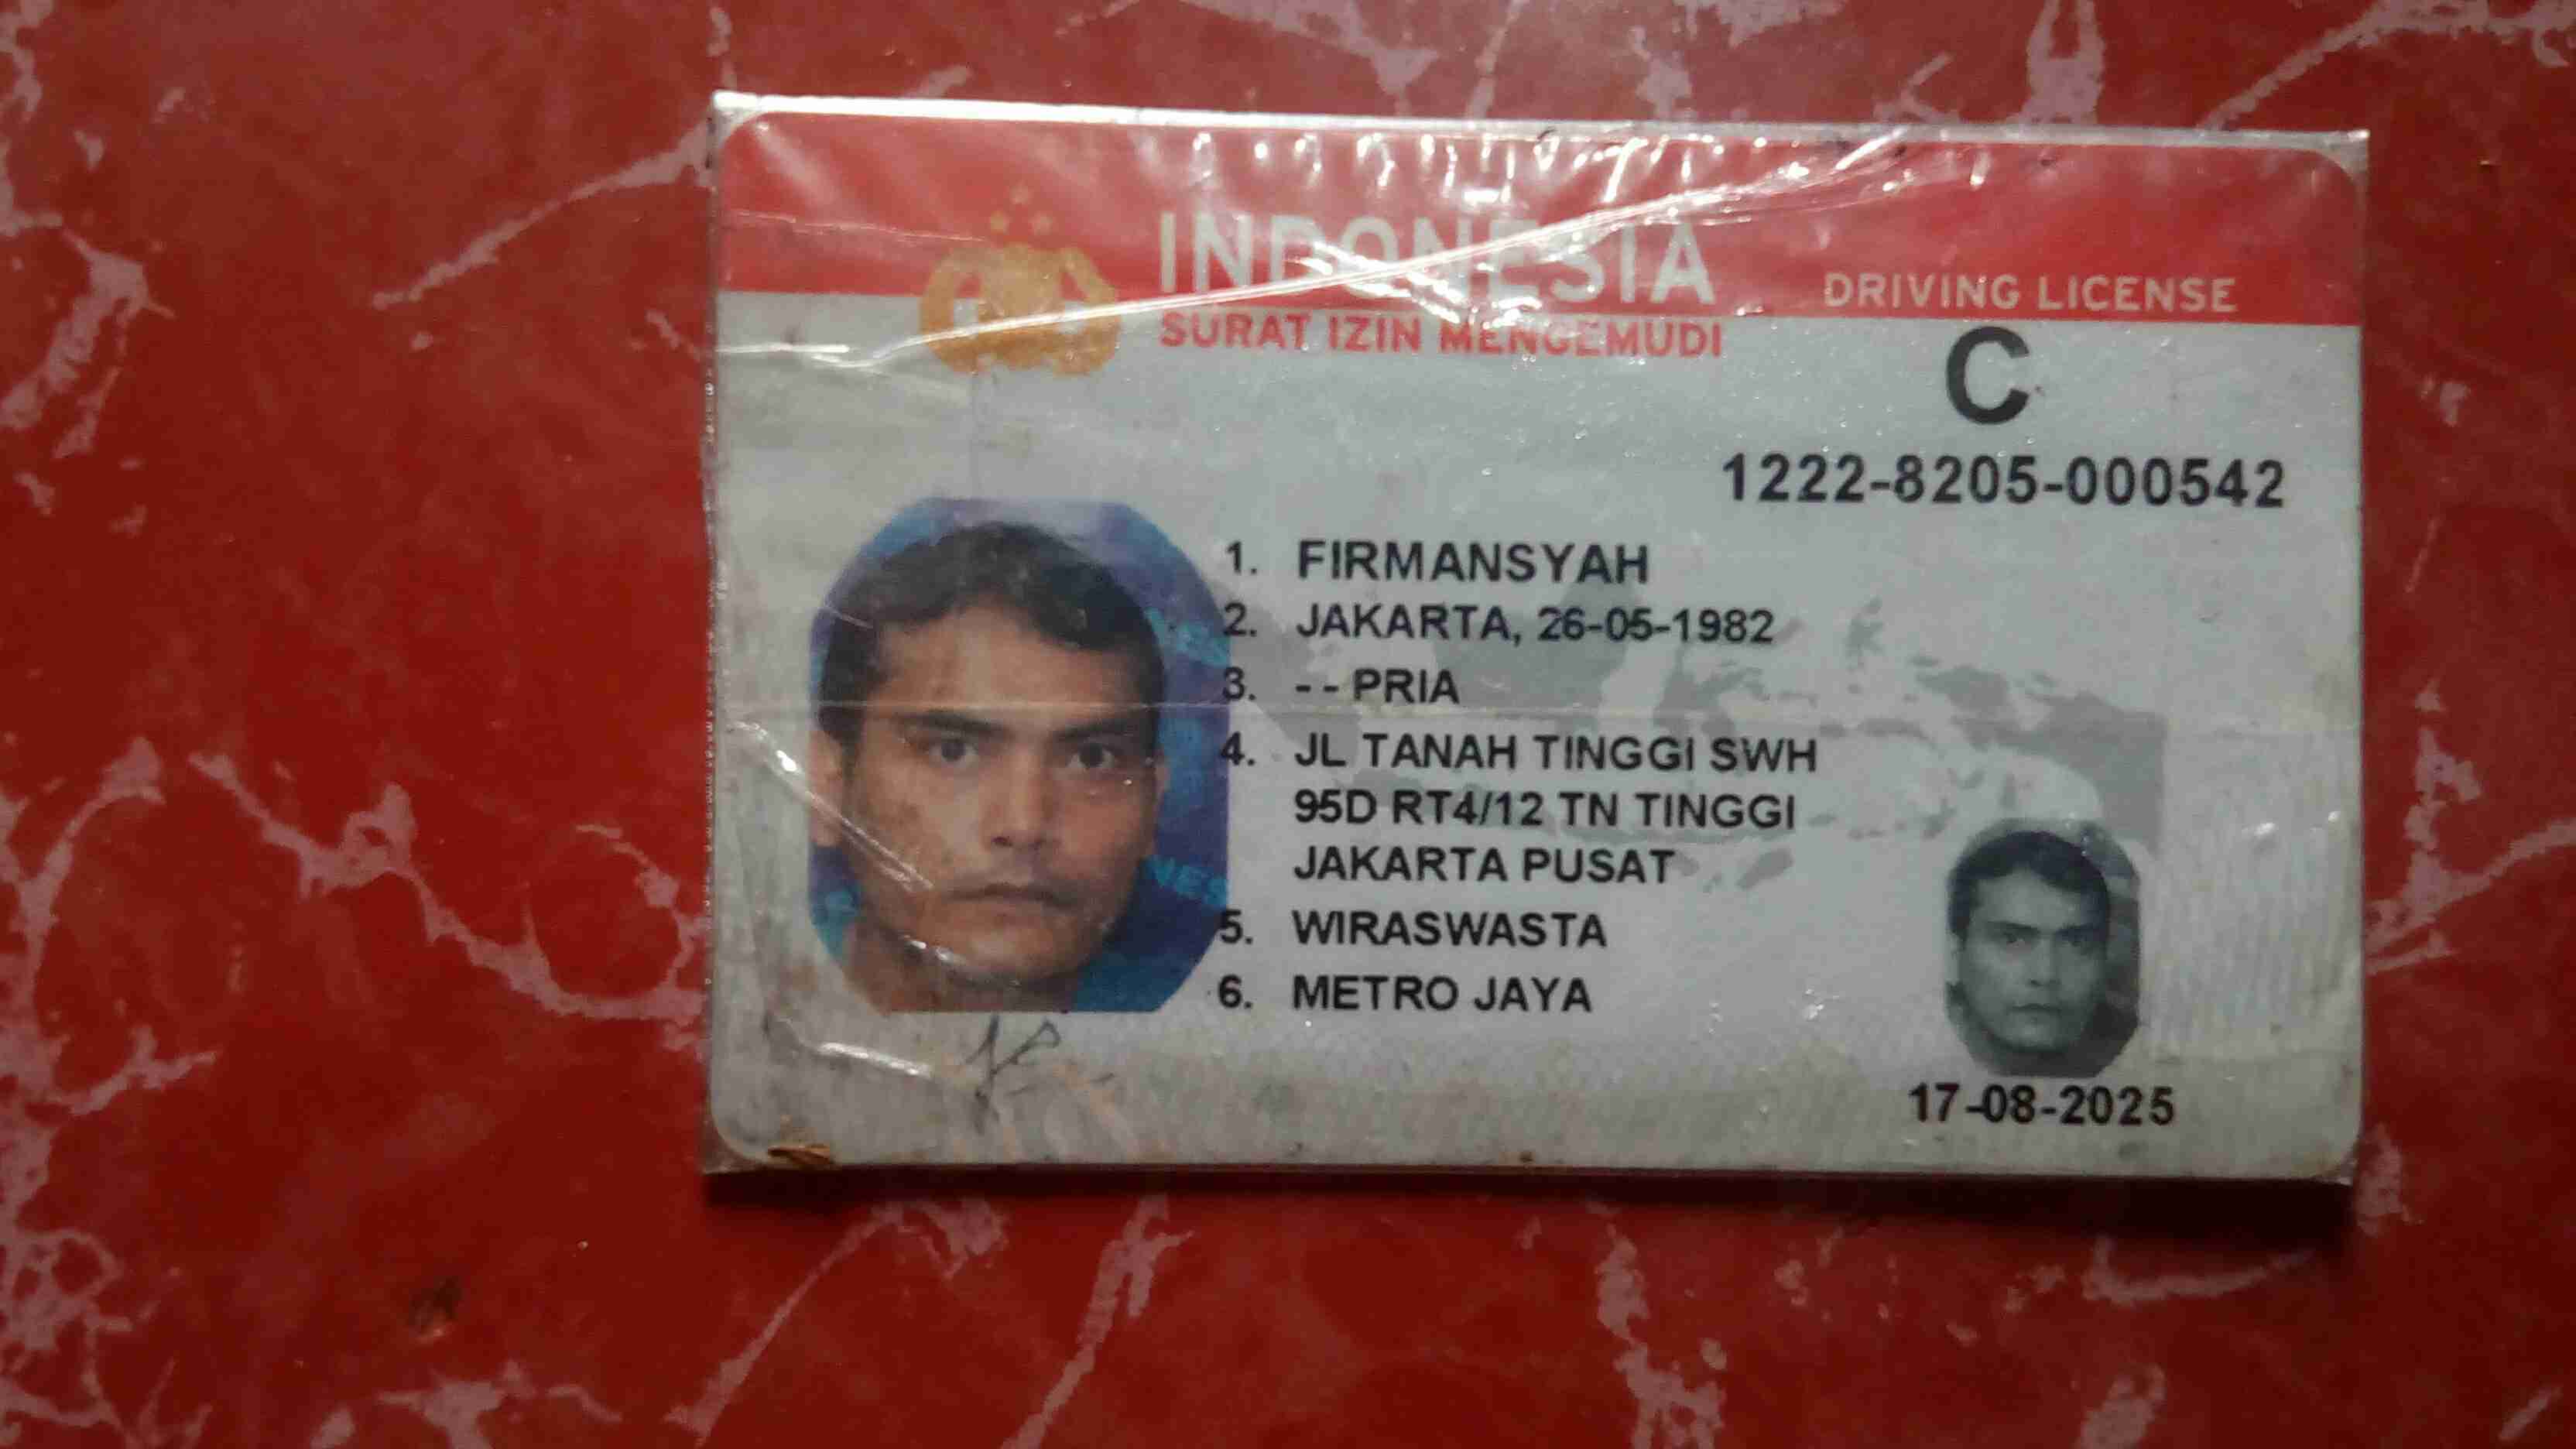 INDONESIA
SURAT IZIN MENGEMUDI
DRIVING LICENSE
C
1222-8205-000542
1. FIRMANSYAH
2. JAKARTA, 26-05-1982
3. - - PRIA
4. JL TANAH TINGGI SWH
95D RT4/12 TN TINGGI
JAKARTA PUSAT
5. WIRASWASTA
6. METRO JAYA
17-08-2025